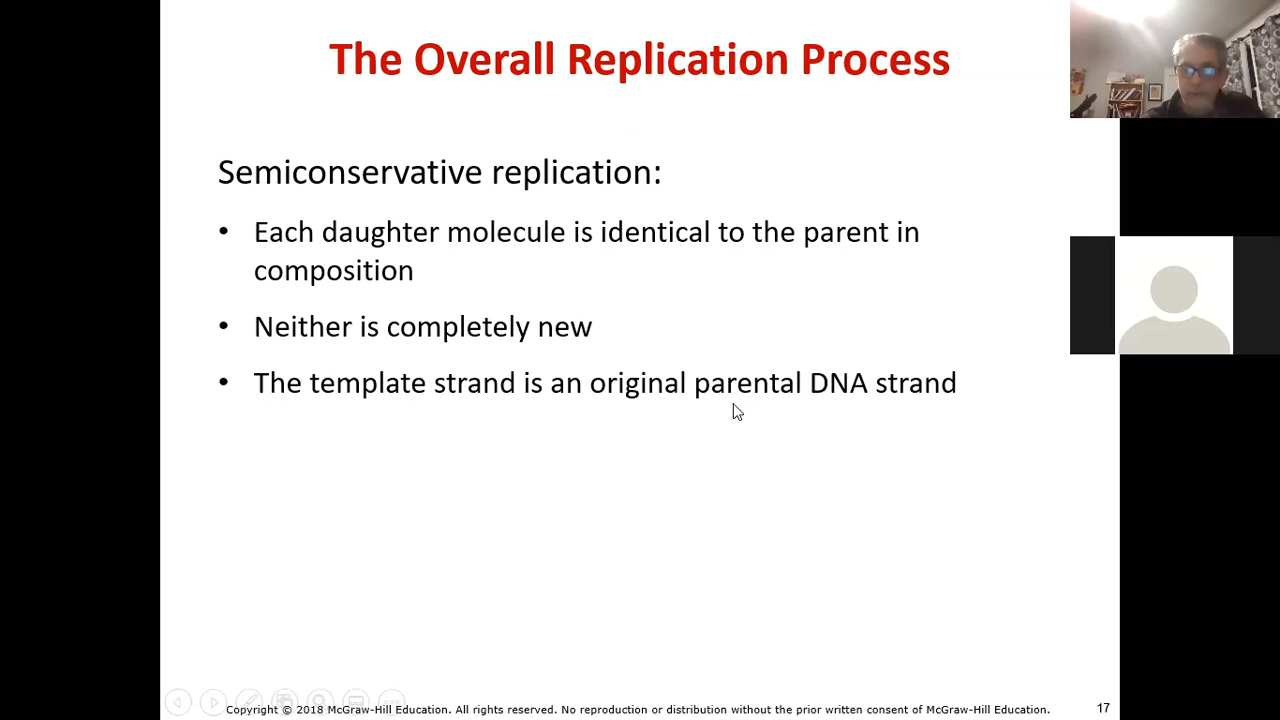 The Overall Replication Process
Semiconservative replication:
• Each daughter molecule is identical to the parent in
composition
• Neither is completely new
• The template strand is an original parental DNA strand
Copyright © 2018 McGraw-Hill Education. All rights reserved. No reproduction or distribution without the prior written consent of McGraw-Hill Education.
17